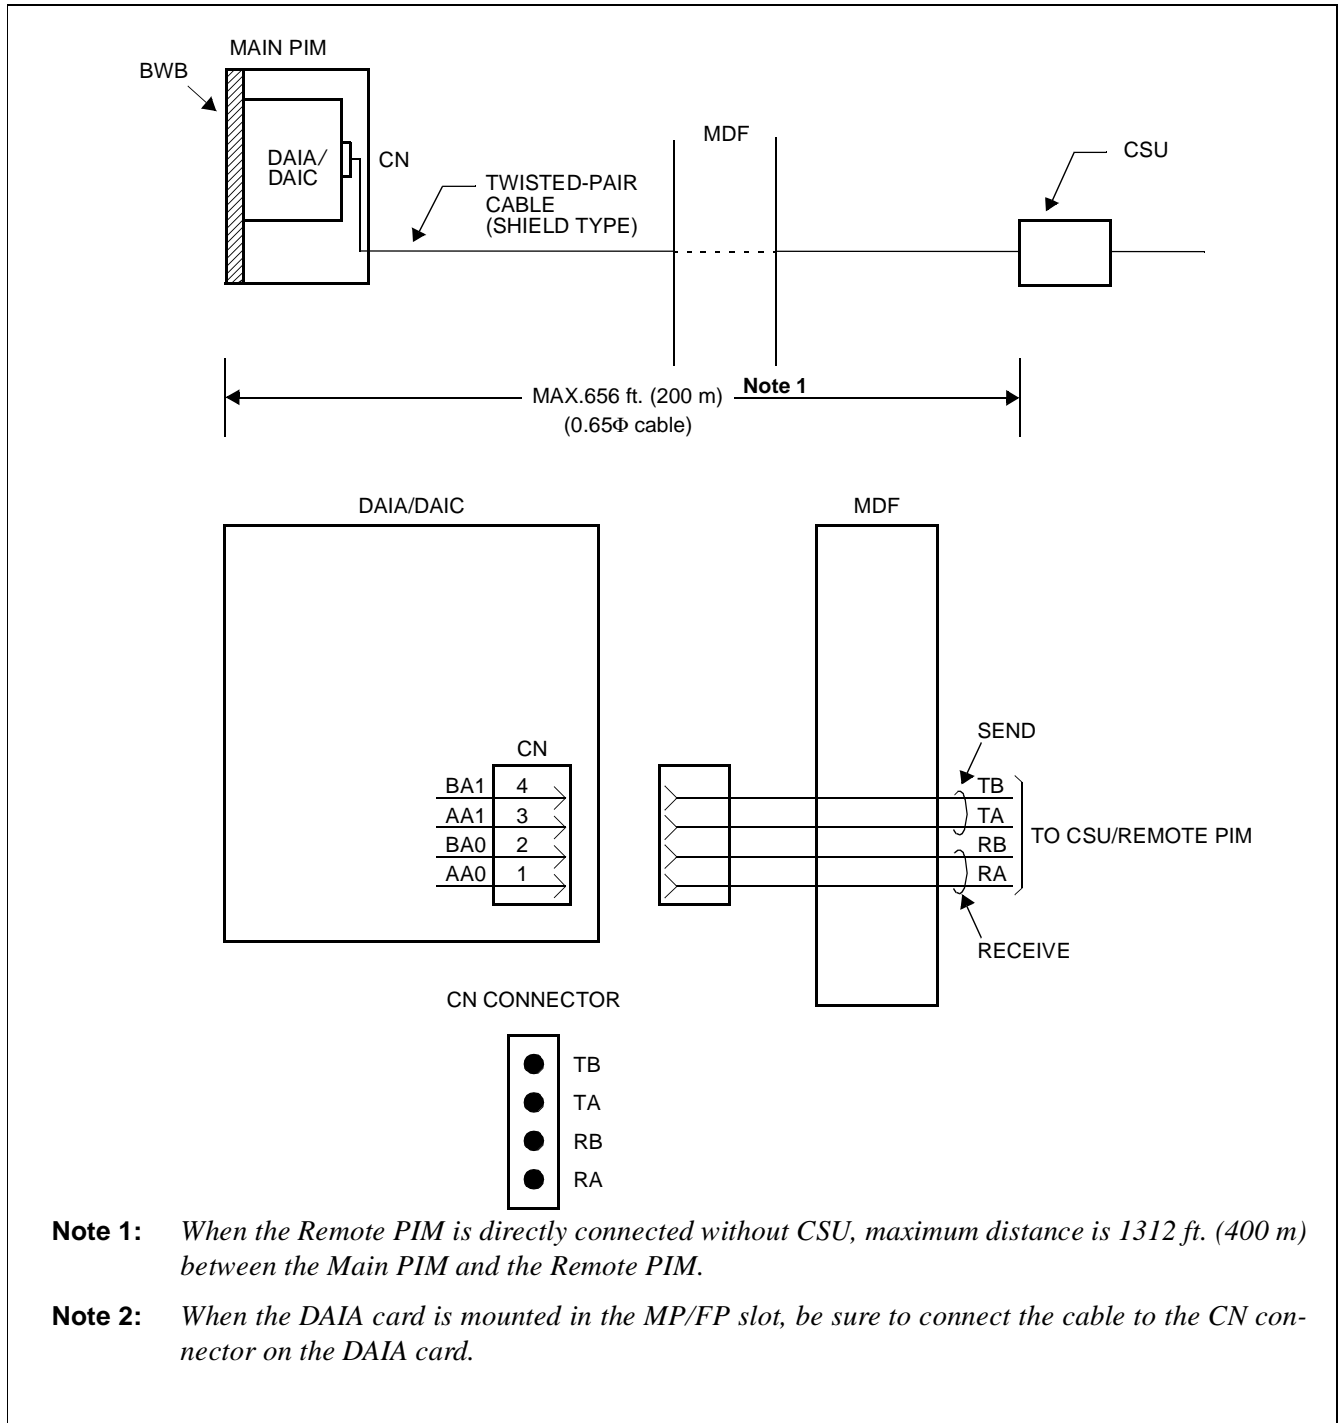 MAIN PIM
BWB
MDF
CSU
DAIA/
DAIC
CN
TWISTED-PAIR
CABLE
(SHIELD TYPE)
MAX.656 ft. (200 m) Note 1
(0.65Φ cable)
DAIA/DAIC
MDF
SEND
CN
BA1 4 TB
AA1 3 TA
TO CSU/REMOTE PIM
BA0 2 RB
AA0 1 RA
RECEIVE
CN CONNECTOR
TB
TA
RB
RA
Note 1: When the Remote PIM is directly connected without CSU, maximum distance is 1312 ft. (400 m)
between the Main PIM and the Remote PIM.
Note 2: When the DAIA card is mounted in the MP/FP slot, be sure to connect the cable to the CN con-
nector on the DAIA card.